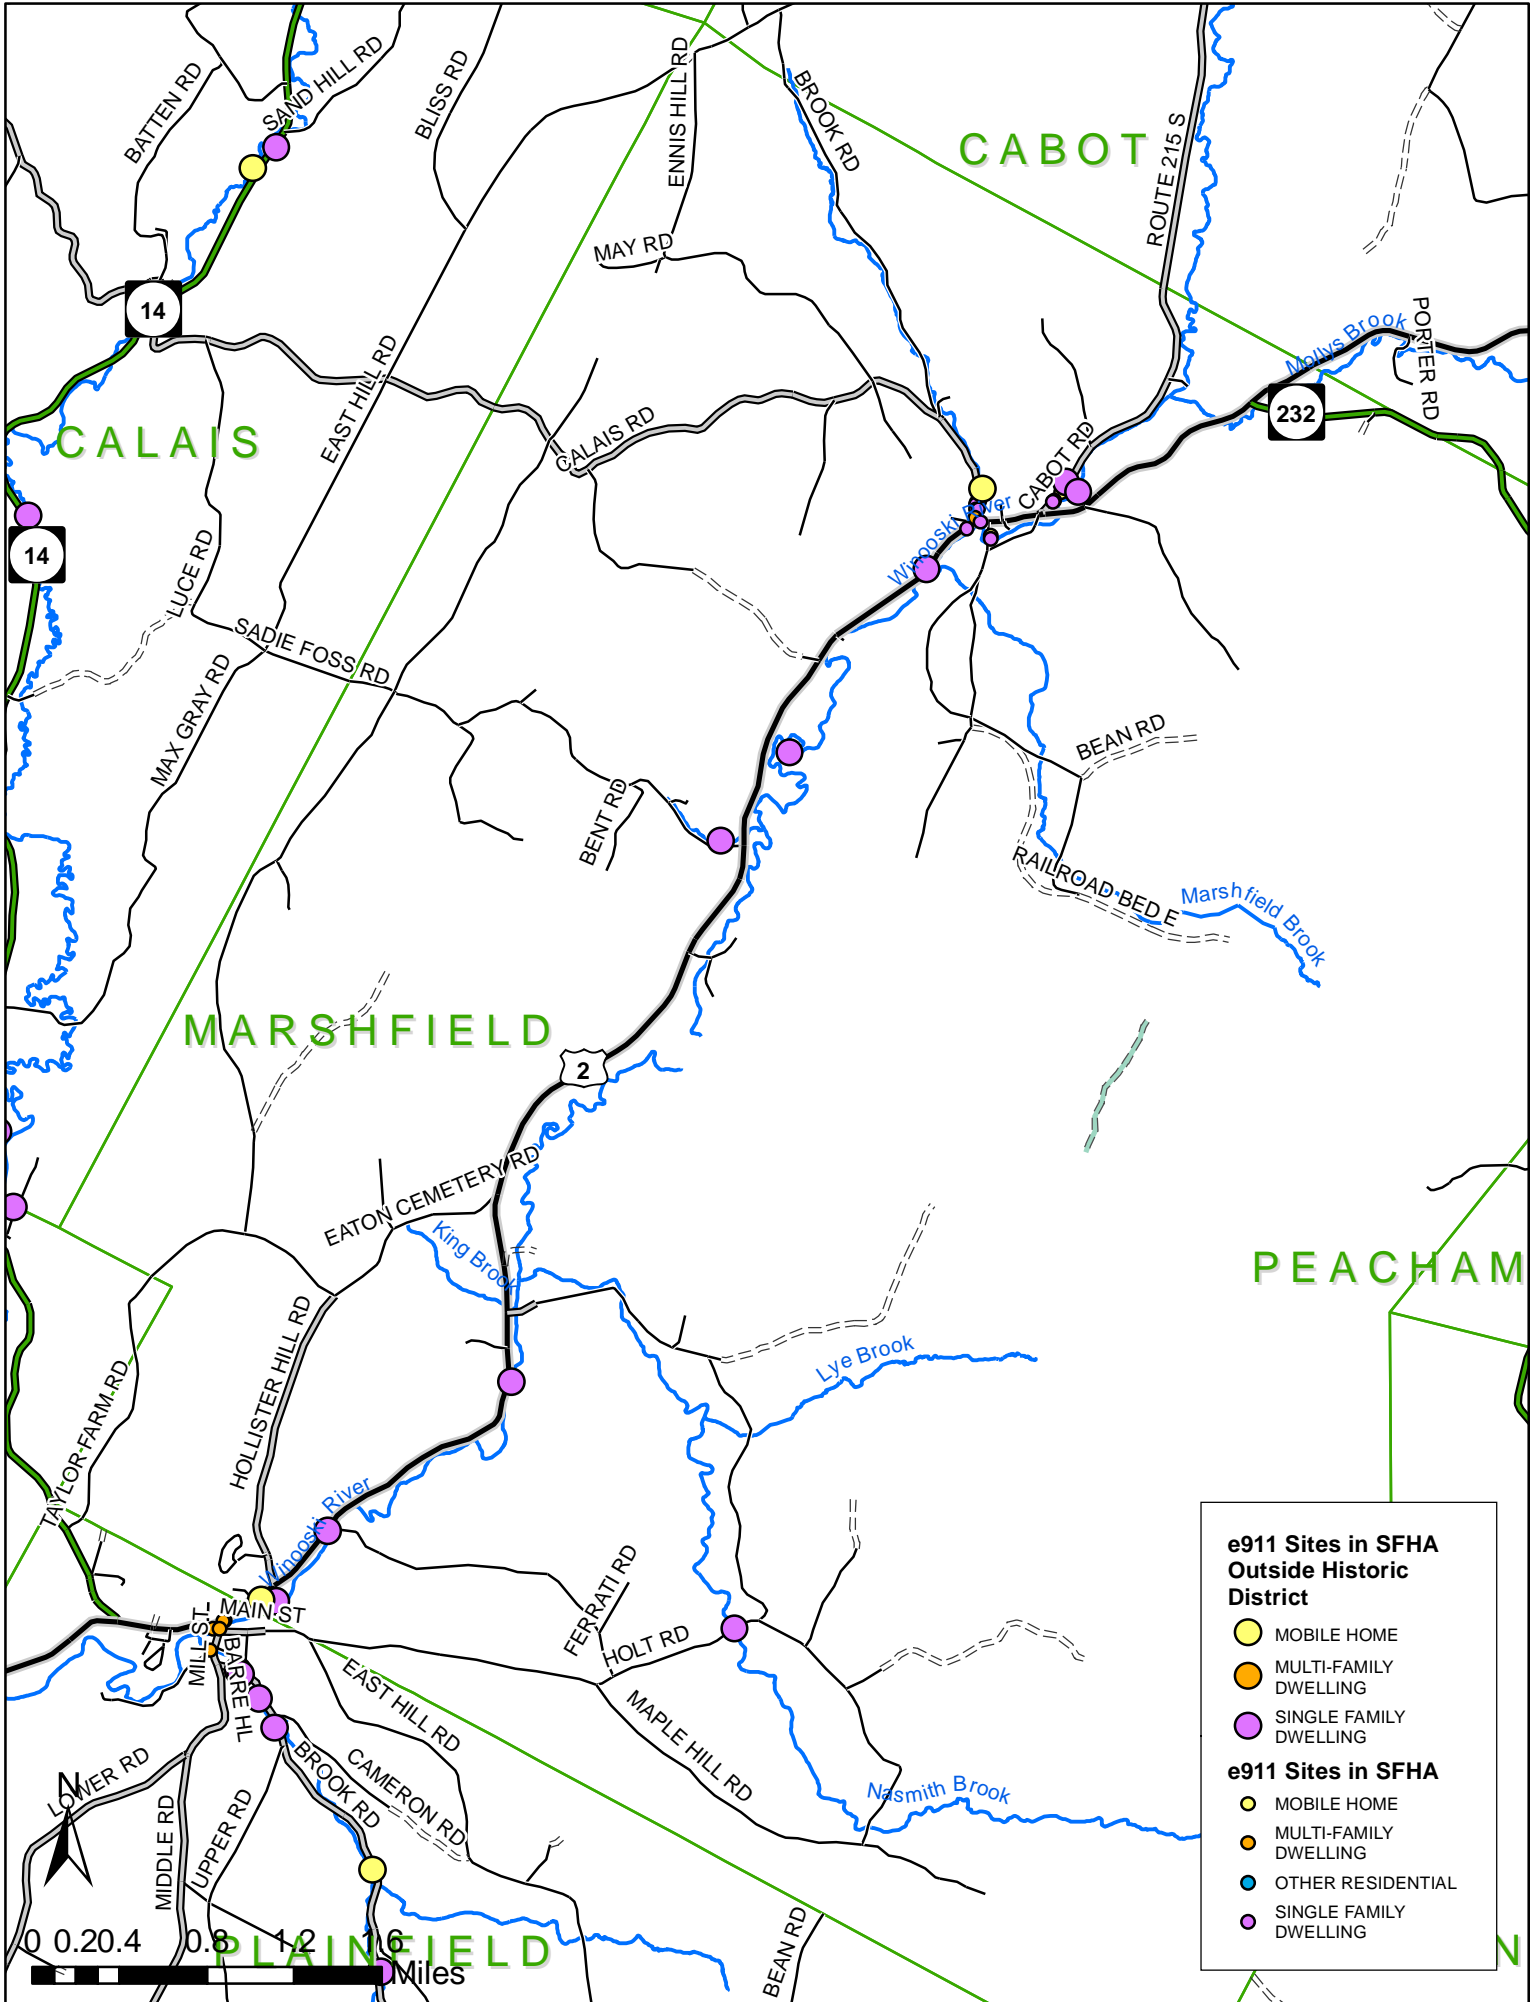 SAND HILL RD
BATTEN RD
BLISS RD
ENNIS HILL RD
BROOK RD
CABOT
ROUTE 215 S
MAY RD
14
EAST HILL RD
Mollys Brook
PORTER RD
232
CALAIS
CALAIS RD
CABOT RD
Winooski River
14
LUCE RD
SADIE FOSS RD
MAX GRAY RD
BEAN RD
BENT RD
RAILROAD BED E
Marshfield Brook
MARSHFIELD
2
EATON CEMETERY RD
King Brook
PEACHAM
HOLLISTER HILL RD
Lye Brook
TAYLOR FARM RD
Winooski River
MAIN ST
MILL ST
BARRE HL
FERRATI RD
HOLT RD
EAST HILL RD
MAPLE HILL RD
BROOK RD
CAMERON RD
Nasmith Brook
LOWER RD
N
MIDDLE RD
UPPER RD
BEAN RD
PLAINFIELD
0 0.20.4 0.8 1.2 1.6
Miles
e911 Sites in SFHA
Outside Historic
District
MOBILE HOME
MULTI-FAMILY
DWELLING
SINGLE FAMILY
DWELLING
e911 Sites in SFHA
MOBILE HOME
MULTI-FAMILY
DWELLING
OTHER RESIDENTIAL
SINGLE FAMILY
DWELLING
N